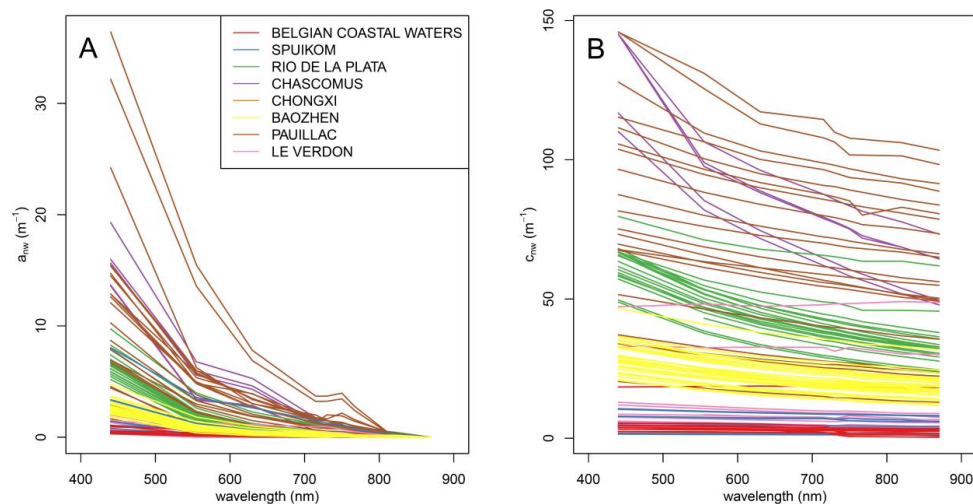 A
BELGIAN COASTAL WATERS
SPUIKOM
RIO DE LA PLATA
CHASCOMUS
CHONGXI
BAOZHEN
PAUILLAC
LE VERDON
30
20
10
0
a_nw (m⁻¹)
400 500 600 700 800 900
wavelength (nm)
B
150
100
50
0
c_nw (m⁻¹)
400 500 600 700 800 900
wavelength (nm)